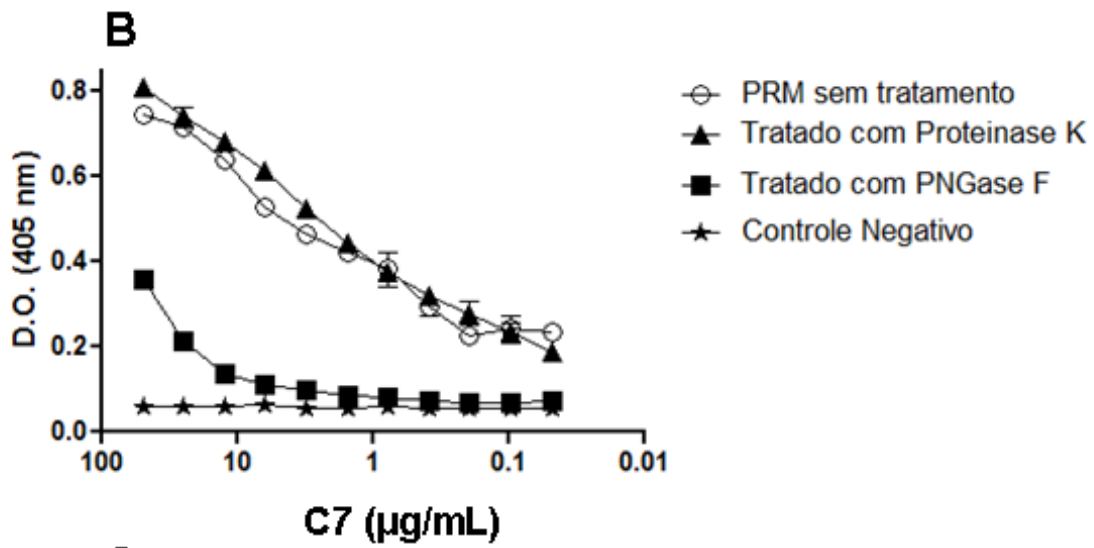 B
0.8
0.6
0.4
0.2
0.0
D.O. (405 nm)
100
10
1
0.1
0.01
C7 (µg/mL)
PRM sem tratamento
Tratado com Proteinase K
Tratado com PNGase F
Controle Negativo